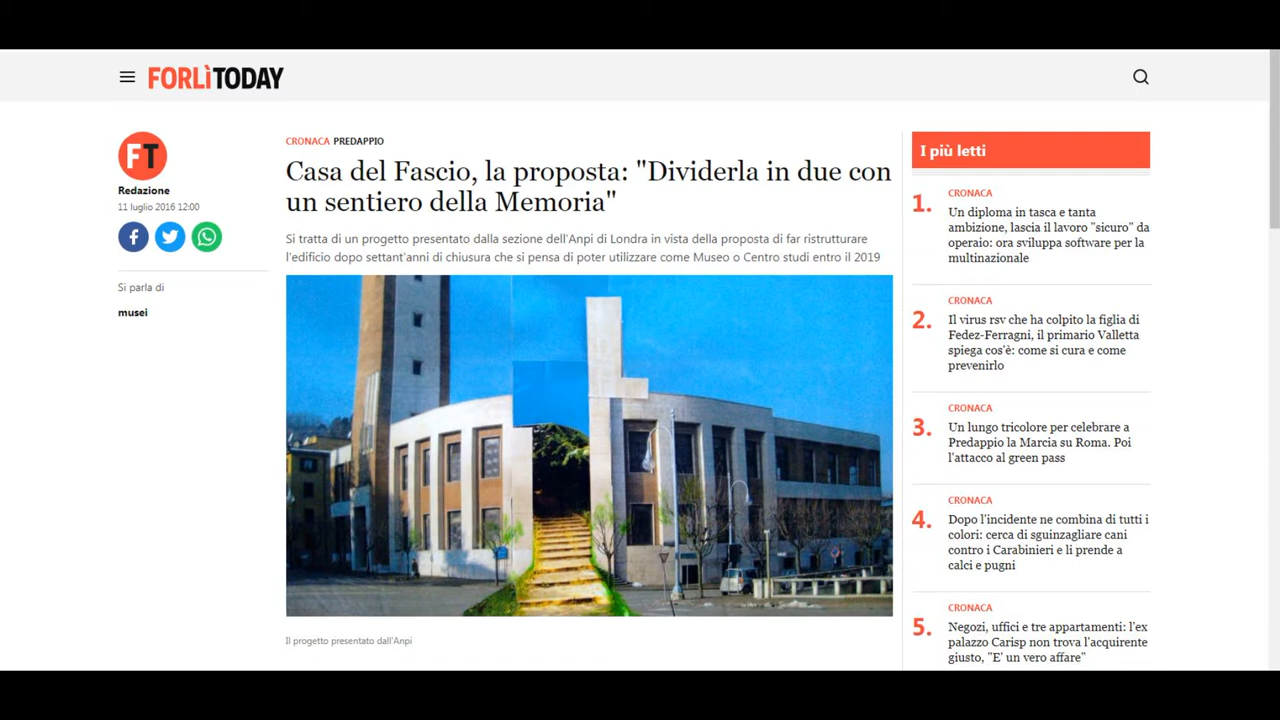 FORLÌTODAY
FT
Redazione
11 luglio 2016 12:00
Si parla di
musei
CRONACA PREDAPPIO
Casa del Fascio, la proposta: "Dividerla in due con
un sentiero della Memoria"
Si tratta di un progetto presentato dalla sezione dell'Anpi di Londra in vista della proposta di far ristrutturare
l'edificio dopo settant'anni di chiusura che si pensa di poter utilizzare come Museo o Centro studi entro il 2019
Il progetto presentato dall'Anpi
I più letti
1.
CRONACA
Un diploma in tasca e tanta
ambizione, lascia il lavoro "sicuro" da
operaio: ora sviluppa software per la
multinazionale
2.
CRONACA
Il virus rsv che ha colpito la figlia di
Fedez-Ferragni, il primario Valletta
spiega cos'è: come si cura e come
prevenirlo
3.
CRONACA
Un lungo tricolore per celebrare a
Predappio la Marcia su Roma. Poi
l'attacco al green pass
4.
CRONACA
Dopo l'incidente ne combina di tutti i
colori: cerca di sguinzagliare cani
contro i Carabinieri e li prende a
calci e pugni
5.
CRONACA
Negozi, uffici e tre appartamenti: l'ex
palazzo Carisp non trova l'acquirente
giusto, "E' un vero affare"